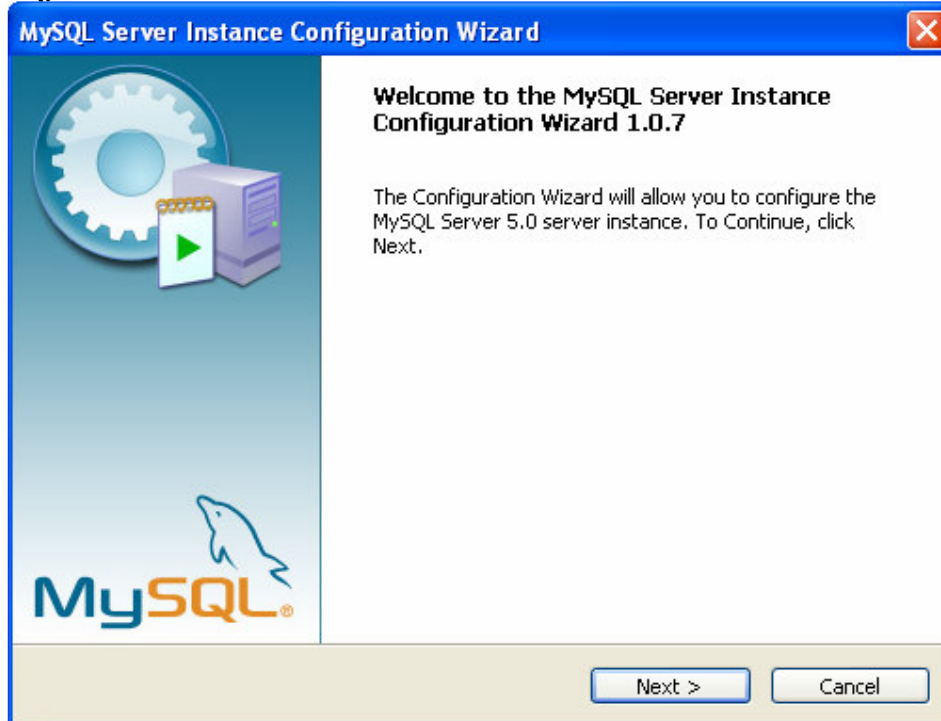 MySQL Server Instance Configuration Wizard
Welcome to the MySQL Server Instance
Configuration Wizard 1.0.7
The Configuration Wizard will allow you to configure the
MySQL Server 5.0 server instance. To Continue, click
Next.
MySQL®
Next >
Cancel